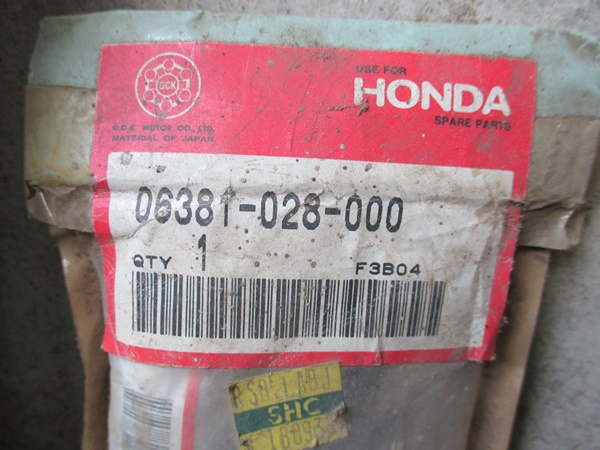 GCK
G.C.K. MOTOR CO., LTD.
MATERIAL OF JAPAN
USE FOR
HONDA
SPARE PARTS
06381-028-000
QTY 1
F3B04
SHC